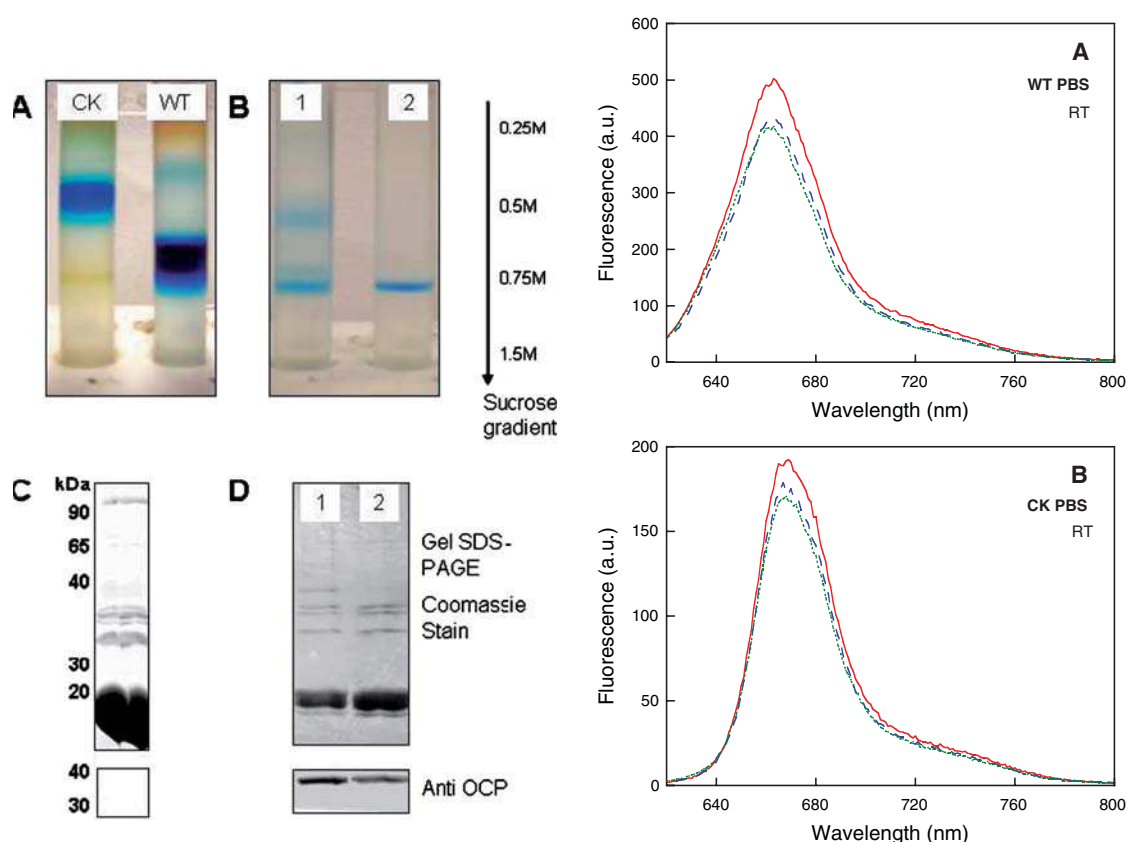 A
CK
WT
B
1
2
0.25M
0.5M
0.75M
1.5M
Sucrose
gradient
C
kDa
90
65
40
30
20
40
30
D
1
2
Gel SDS-
PAGE
Coomassie
Stain
Anti OCP
600
500
400
300
200
100
0
Fluorescence (a.u.)
A
WT PBS
RT
640
680
720
760
800
Wavelength (nm)
200
150
100
50
0
Fluorescence (a.u.)
B
CK PBS
RT
640
680
720
760
800
Wavelength (nm)